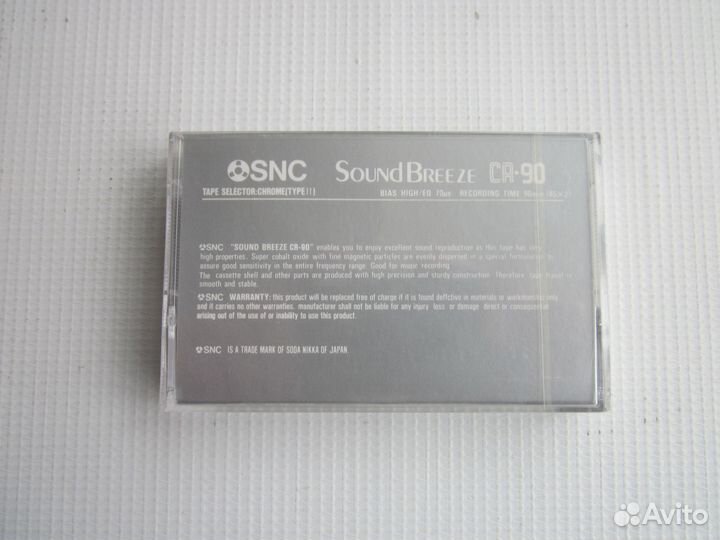 SNC SOUND BREEZE CR·90
TAPE SELECTOR:CHROME(TYPE II) BIAS HIGH/EQ 70μs RECORDING TIME 90min (45×2)
SNC "SOUND BREEZE CR-90" enables you to enjoy excellent sound reproduction as this tape has very
high properties. Super cobalt oxide with fine magnetic particles are evenly dispersed in a special formulation to
assure good sensitivity in the entire frequency range. Good for music recording
The cassette shell and other parts are produced with high precision and sturdy construction. Therefore, tape travel is
smooth and stable.
SNC WARRANTY: this product will be replaced free of charge if it is found deffctive in materials or workmanship only
and it carries no other warranties. manufacturer shall not be liable for any injury loss or damage direct or consequental
arising out of the use of or inability to use this product.
SNC IS A TRADE MARK OF SODA NIKKA OF JAPAN
Avito